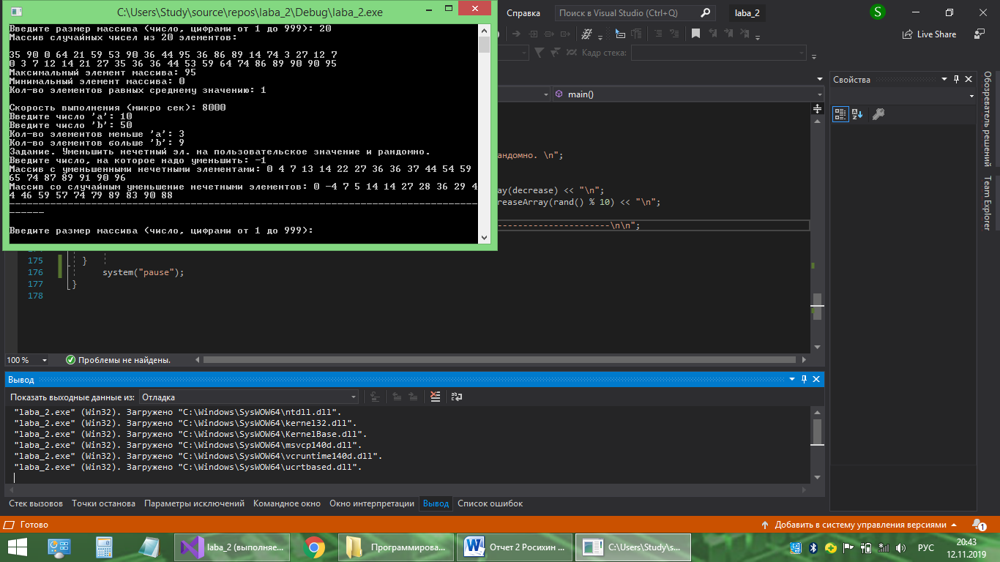 C:\Users\Study\source\repos\laba_2\Debug\laba_2.exe
Справка
Поиск в Visual Studio (Ctrl+Q)
laba_2
S
Введите размер массива (число, цифрами от 1 до 999): 20
Массив случайных чисел из 20 элементов:
35 90 0 64 21 59 53 90 36 44 95 36 86 89 14 74 3 27 12 7
0 3 7 12 14 21 27 35 36 36 44 53 59 64 74 86 89 90 90 95
Максимальный элемент массива: 95
Минимальный элемент массива: 0
Кол-во элементов равных среднему значению: 1
Скорость выполнения (микро сек): 8000
Введите число 'a': 10
Введите число 'b': 50
Кол-во элементов меньше 'a': 3
Кол-во элементов больше 'b': 9
Задание. Уменьшить нечетный эл. на пользовательское значение и рандомно.
Введите число, на которое надо уменьшить: -1
Массив с уменьшенными нечетными элементами: 0 4 7 13 14 22 27 36 36 37 44 54 59
65 74 87 89 91 90 96
Массив со случайным уменьшение нечетными элементов: 0 -4 7 5 14 14 27 28 36 29 4
4 46 59 57 74 79 89 83 90 88
--------------------------------------------------------------------------------
------
Введите размер массива (число, цифрами от 1 до 999):
Live Share
Кадр стека:
main()
андомно. \n";
ay(decrease) << "\n";
reaseArray(rand() % 10) << "\n";
----------------------\n\n";
175 }
176 system("pause");
177 }
178
100 %
Проблемы не найдены.
Свойства
Обозреватель решений
Team Explorer
Вывод
Показать выходные данные из: Отладка
"laba_2.exe" (Win32). Загружено "C:\Windows\SysWOW64\ntdll.dll".
"laba_2.exe" (Win32). Загружено "C:\Windows\SysWOW64\kernel32.dll".
"laba_2.exe" (Win32). Загружено "C:\Windows\SysWOW64\KernelBase.dll".
"laba_2.exe" (Win32). Загружено "C:\Windows\SysWOW64\msvcp140d.dll".
"laba_2.exe" (Win32). Загружено "C:\Windows\SysWOW64\vcruntime140d.dll".
"laba_2.exe" (Win32). Загружено "C:\Windows\SysWOW64\ucrtbased.dll".
Стек вызовов Точки останова Параметры исключений Командное окно Окно интерпретации Вывод Список ошибок
Готово
Добавить в систему управления версиями
1
laba_2 (выполняе...
Программирова...
Отчет 2 Росихин ...
C:\Users\Study\s...
РУС
20:43
12.11.2019